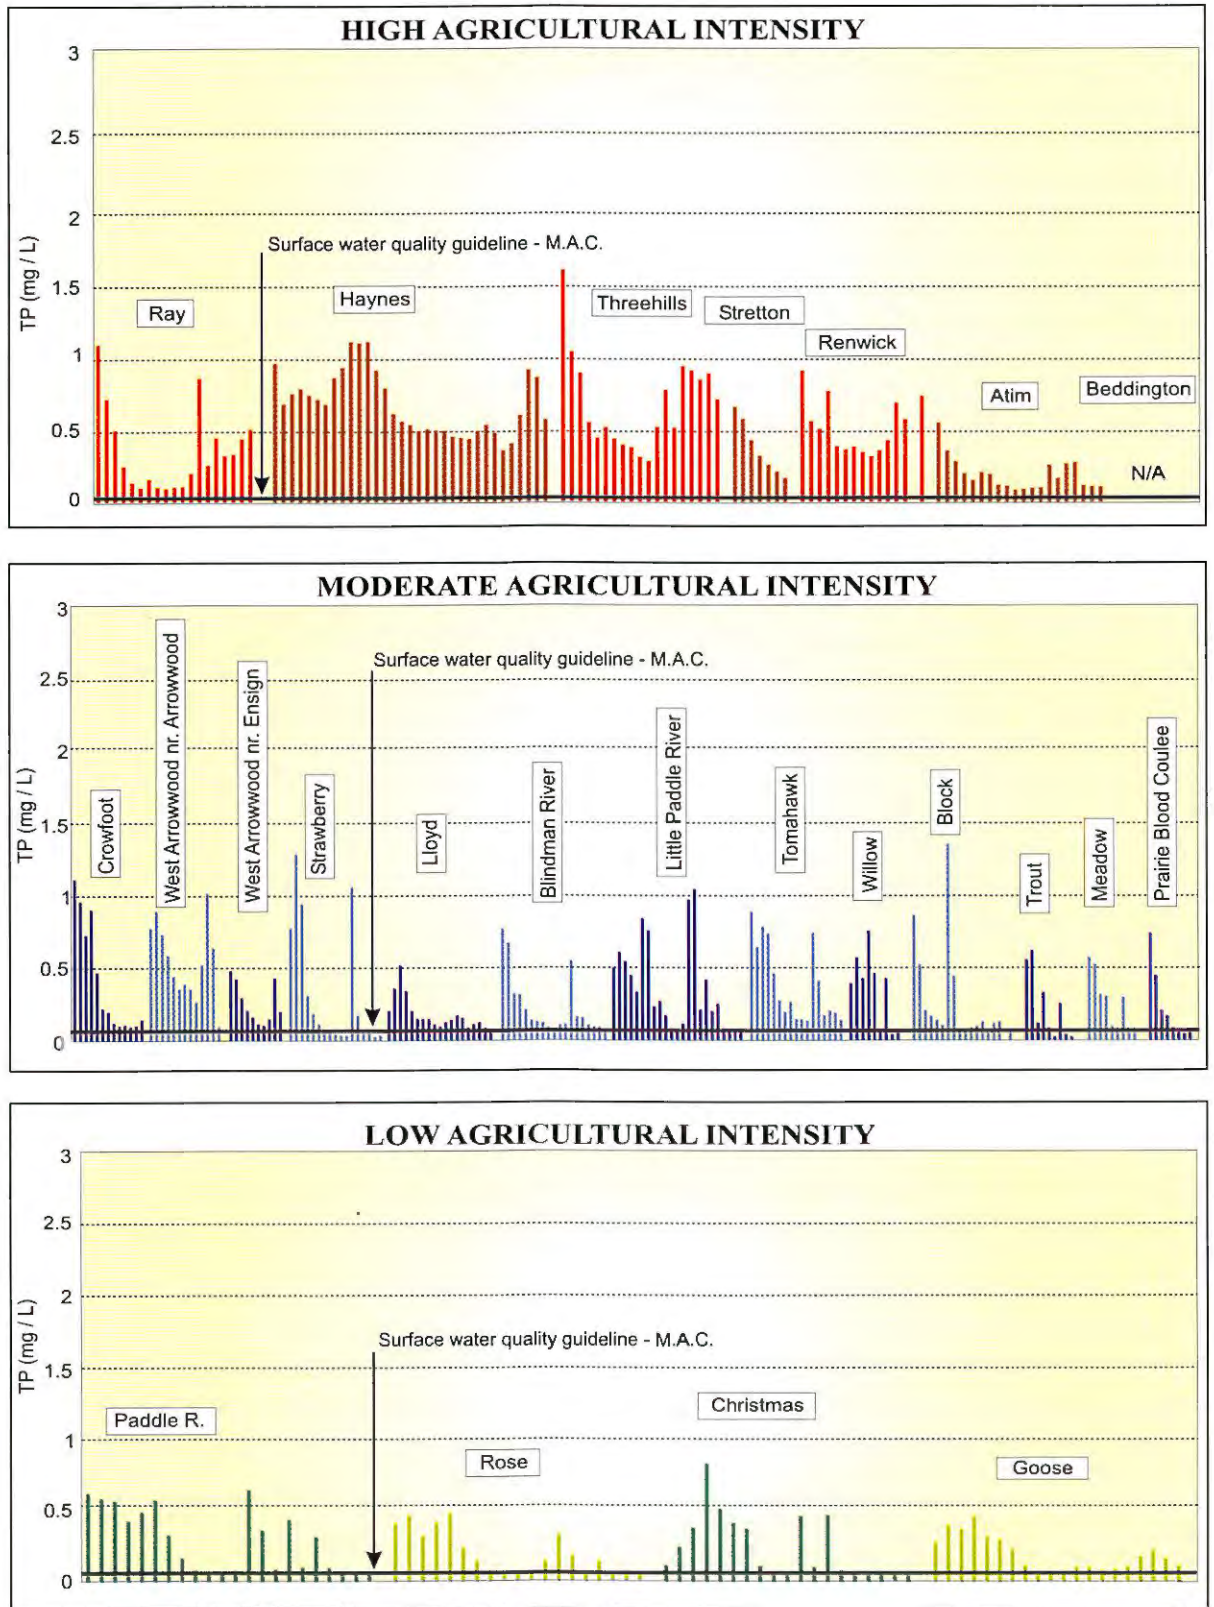 HIGH AGRICULTURAL INTENSITY
3
2.5
2
1.5
1
0.5
0
TP (mg / L)
Surface water quality guideline - M.A.C.
Ray
Haynes
Threehills
Stretton
Renwick
Atim
Beddington
N/A
MODERATE AGRICULTURAL INTENSITY
3
2.5
2
1.5
1
0.5
0
TP (mg / L)
Surface water quality guideline - M.A.C.
Crowfoot
West Arrowwood nr. Arrowwood
West Arrowwood nr. Ensign
Strawberry
Lloyd
Blindman River
Little Paddle River
Tomahawk
Willow
Block
Trout
Meadow
Prairie Blood Coulee
LOW AGRICULTURAL INTENSITY
3
2.5
2
1.5
1
0.5
0
TP (mg / L)
Surface water quality guideline - M.A.C.
Paddle R.
Rose
Christmas
Goose